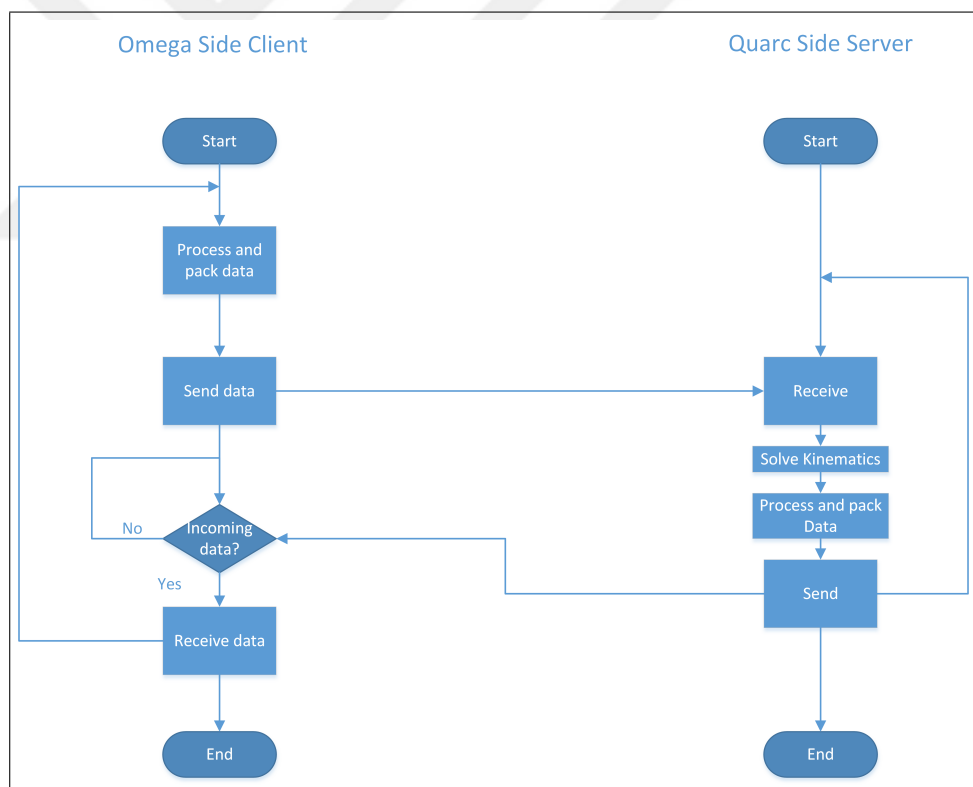 Omega Side Client
Quarc Side Server
Start
Start
Process and
pack data
Send data
Receive
Solve Kinematics
Process and pack
Data
No
Incoming
data?
Yes
Send
Receive data
End
End